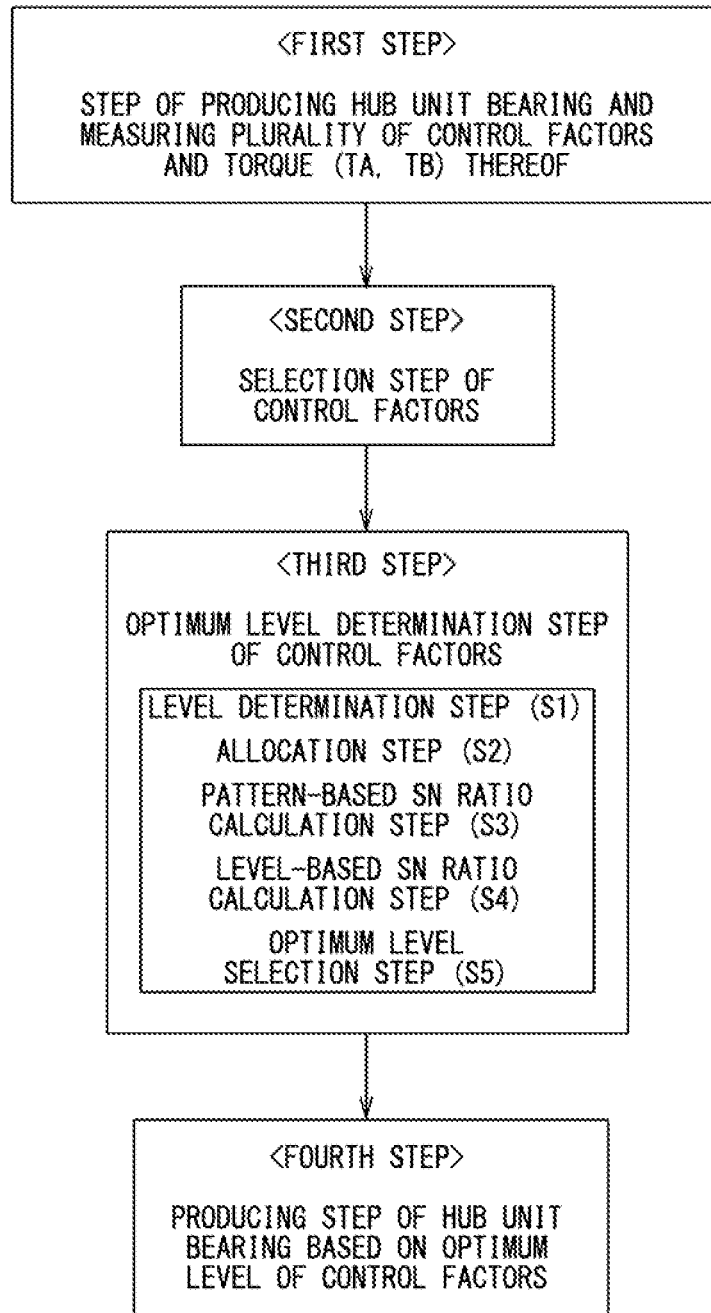 <FIRST STEP>
STEP OF PRODUCING HUB UNIT BEARING AND
MEASURING PLURALITY OF CONTROL FACTORS
AND TORQUE (TA, TB) THEREOF
<SECOND STEP>
SELECTION STEP OF
CONTROL FACTORS
<THIRD STEP>
OPTIMUM LEVEL DETERMINATION STEP
OF CONTROL FACTORS
LEVEL DETERMINATION STEP (S1)
ALLOCATION STEP (S2)
PATTERN-BASED SN RATIO
CALCULATION STEP (S3)
LEVEL-BASED SN RATIO
CALCULATION STEP (S4)
OPTIMUM LEVEL
SELECTION STEP (S5)
<FOURTH STEP>
PRODUCING STEP OF HUB UNIT
BEARING BASED ON OPTIMUM
LEVEL OF CONTROL FACTORS